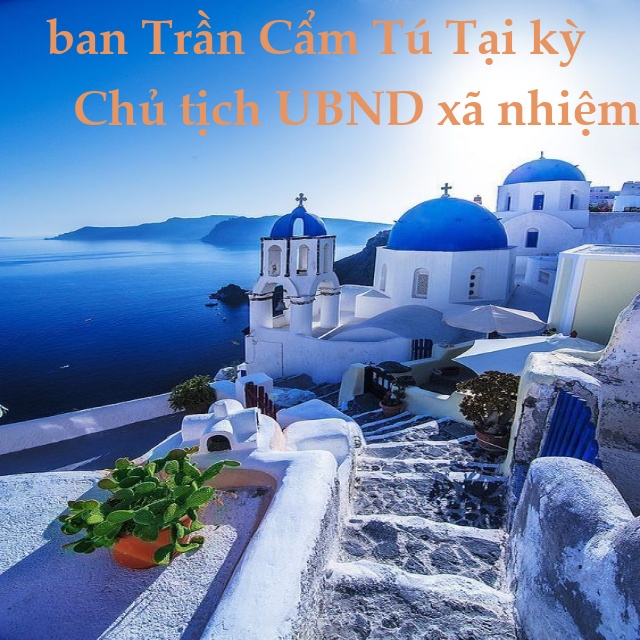 ban Trần Cẩm Tú Tại kỳ
Chủ tịch UBND xã nhiệm